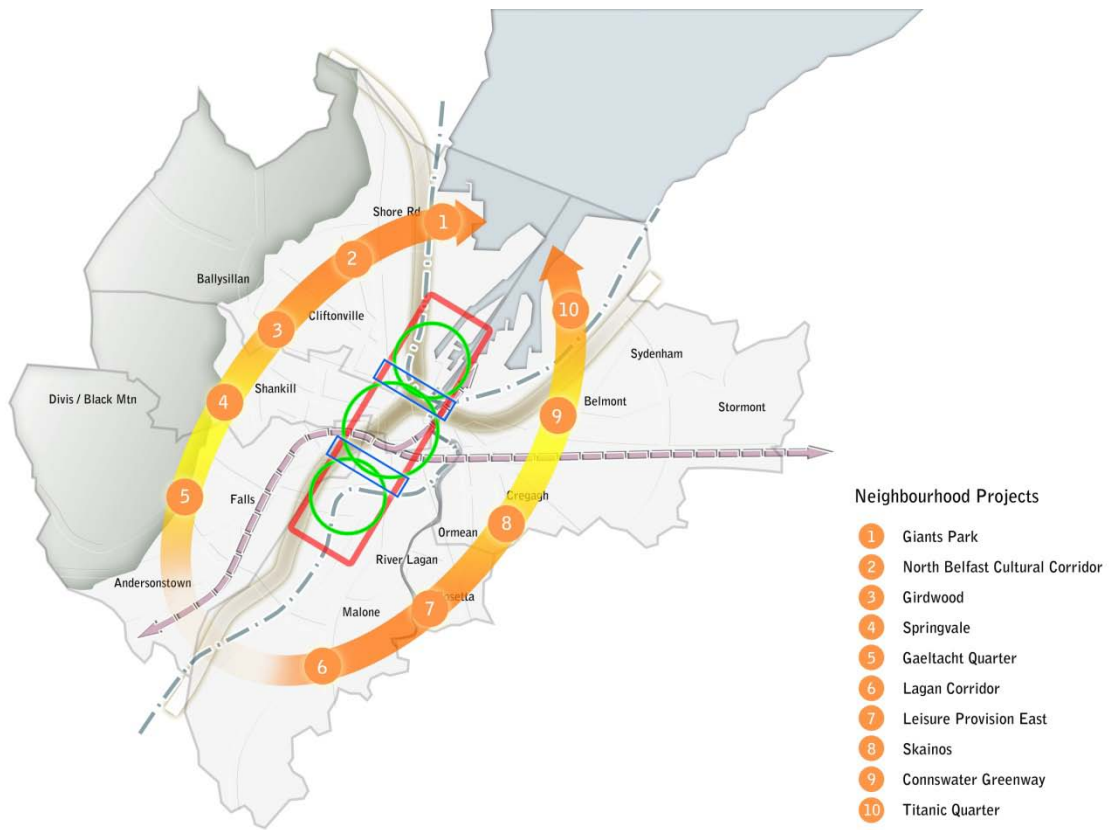 Shore Rd
1
2
Ballysillan
10
Cliftonville
3
Sydenham
Shankill
Divis / Black Mtn
4
Belmont
Stormont
9
5
Falls
Cregagh
8
Ormean
River Lagan
Andersonstown
7
Malone
6
Neighbourhood Projects
1 Giants Park
2 North Belfast Cultural Corridor
3 Girdwood
4 Springvale
5 Gaeltacht Quarter
6 Lagan Corridor
7 Leisure Provision East
8 Skainos
9 Connswater Greenway
10 Titanic Quarter